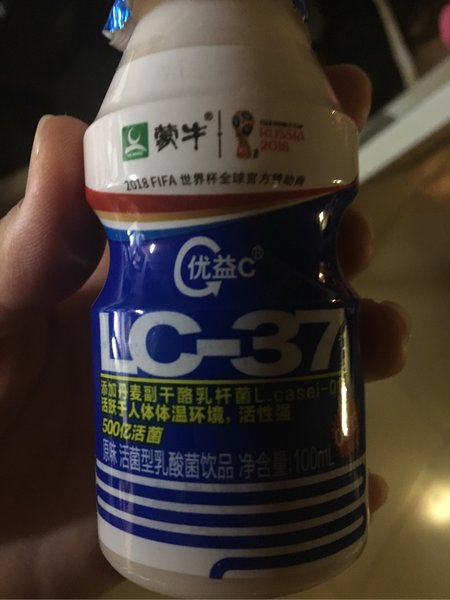 蒙牛®
FIFA WORLD CUP
RUSSIA
2018
2018 FIFA 世界杯全球官方赞助商
优益C®
LC-37
添加丹麦副干酪乳杆菌L.casei-0
活跃于人体体温环境，活性强
500亿活菌
原味 活菌型乳酸菌饮品 净含量:100mL